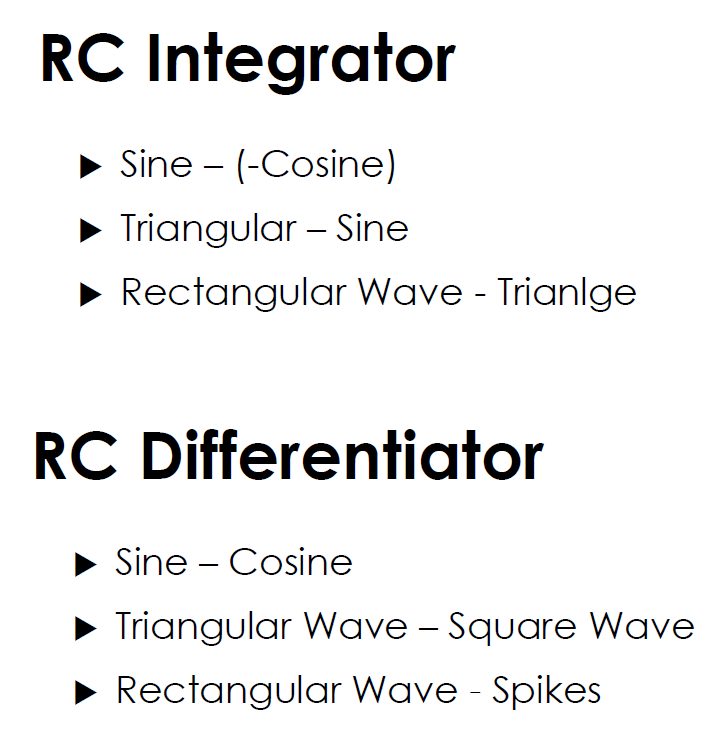 RC Integrator
▶ Sine – (-Cosine)
▶ Triangular – Sine
▶ Rectangular Wave - Trianlge
RC Differentiator
▶ Sine – Cosine
▶ Triangular Wave – Square Wave
▶ Rectangular Wave - Spikes